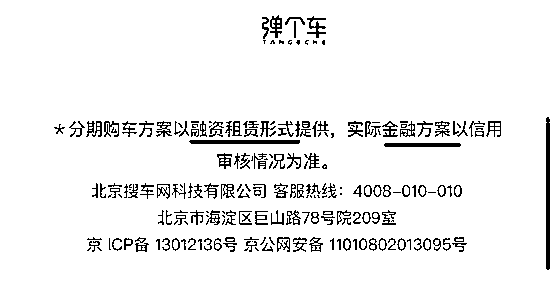 弹个车
TANGECHE
*分期购车方案以融资租赁形式提供，实际金融方案以信用
审核情况为准。
北京搜车网科技有限公司 客服热线：4008-010-010
北京市海淀区巨山路78号院209室
京 ICP备 13012136号 京公网安备 11010802013095号